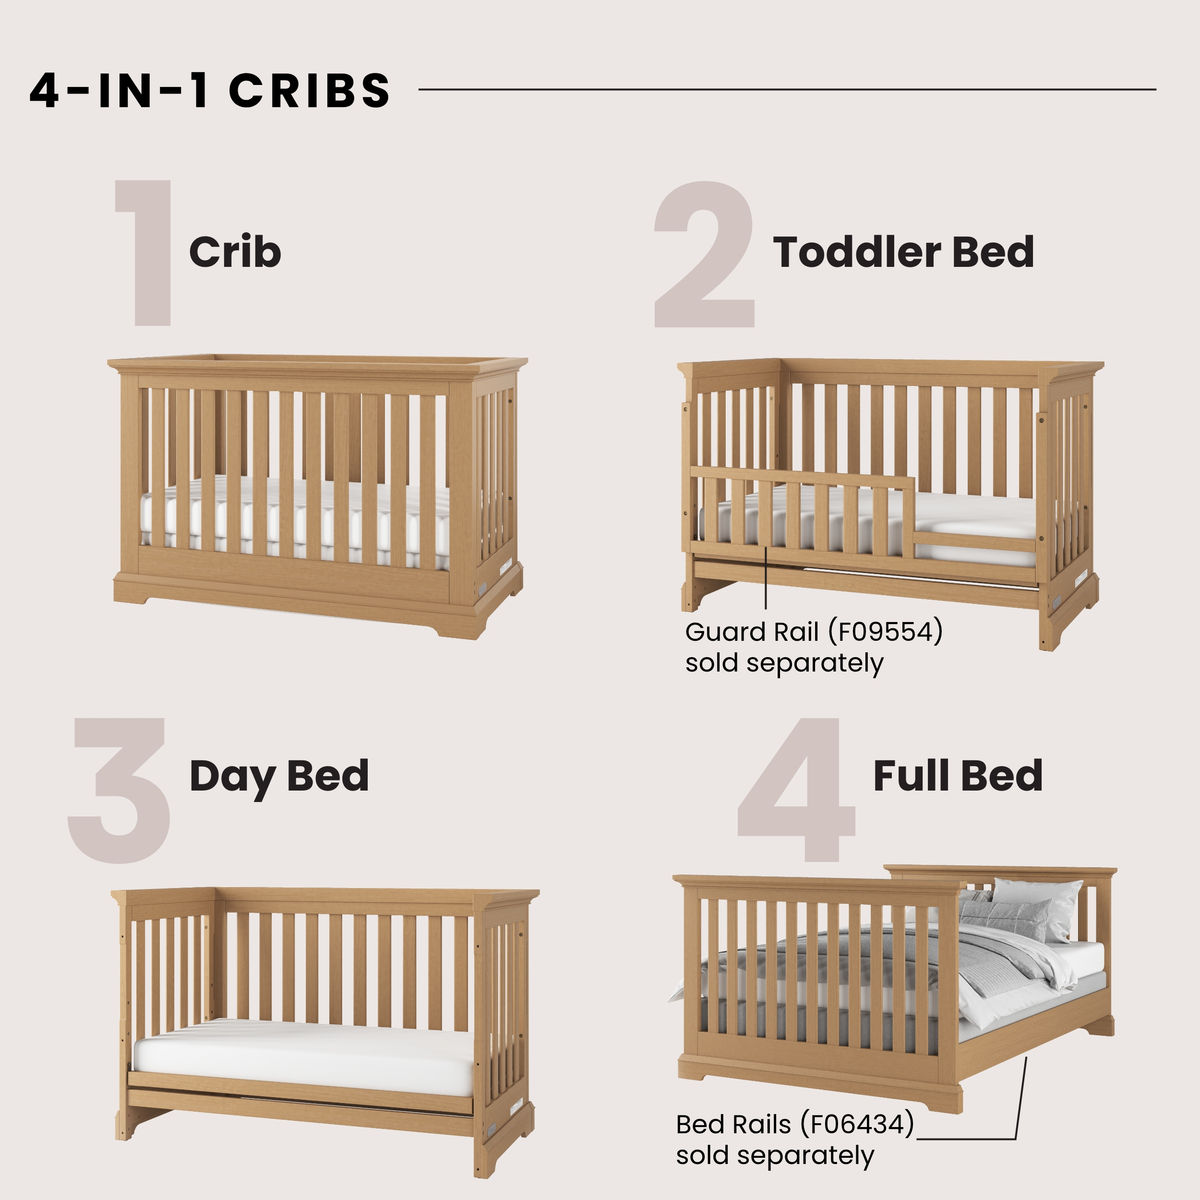 4-IN-1 CRIBS
1
Crib
2
Toddler Bed
Guard Rail (F09554)
sold separately
3
Day Bed
4
Full Bed
Bed Rails (F06434)
sold separately